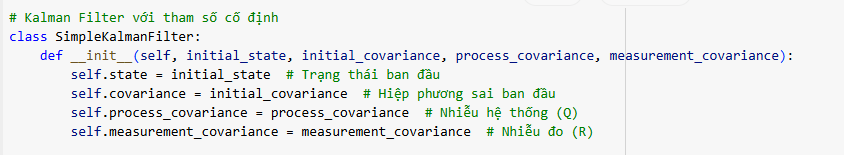 # Kalman Filter với tham số cố định
class SimpleKalmanFilter:
    def __init__(self, initial_state, initial_covariance, process_covariance, measurement_covariance):
        self.state = initial_state  # Trạng thái ban đầu
        self.covariance = initial_covariance  # Hiệp phương sai ban đầu
        self.process_covariance = process_covariance  # Nhiễu hệ thống (Q)
        self.measurement_covariance = measurement_covariance  # Nhiễu đo (R)